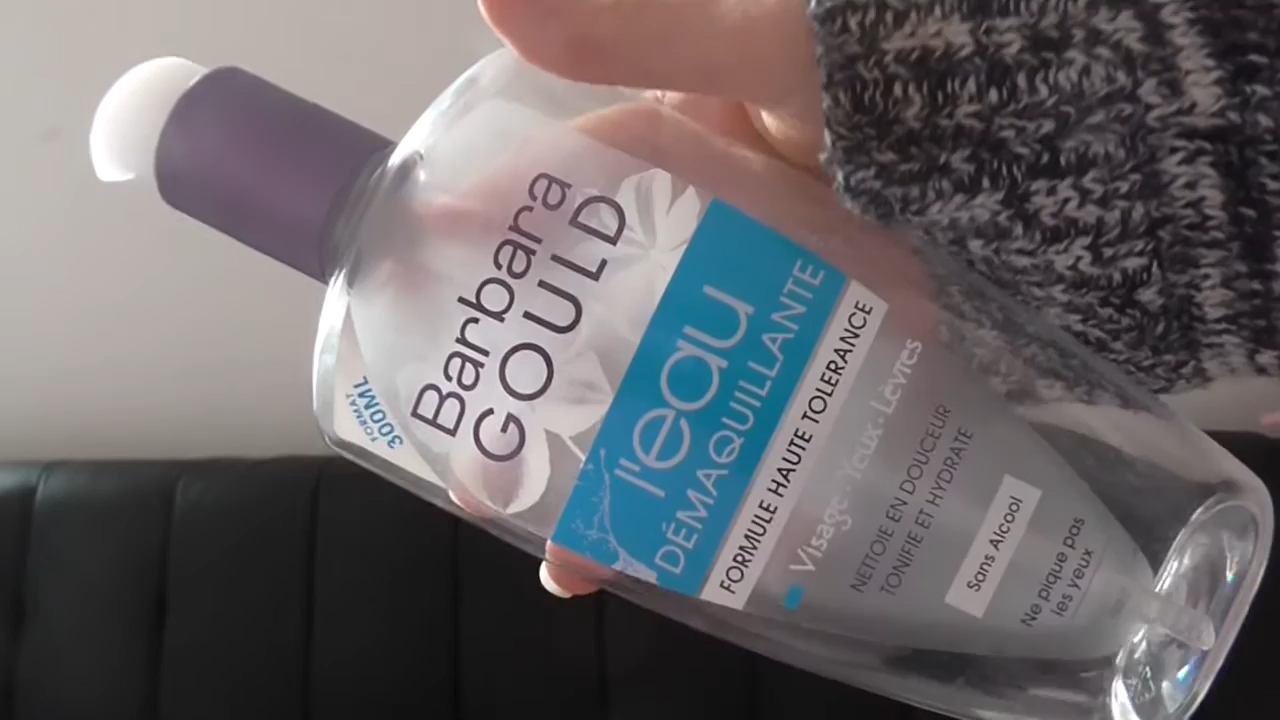 FORMAT
300ML
Barbara
GOULD
l'eau
DÉMAQUILLANTE
FORMULE HAUTE TOLERANCE
Visage . Yeux . Lèvres
NETTOIE EN DOUCEUR
TONIFIE ET HYDRATE
Sans Alcool
Ne pique pas
les yeux